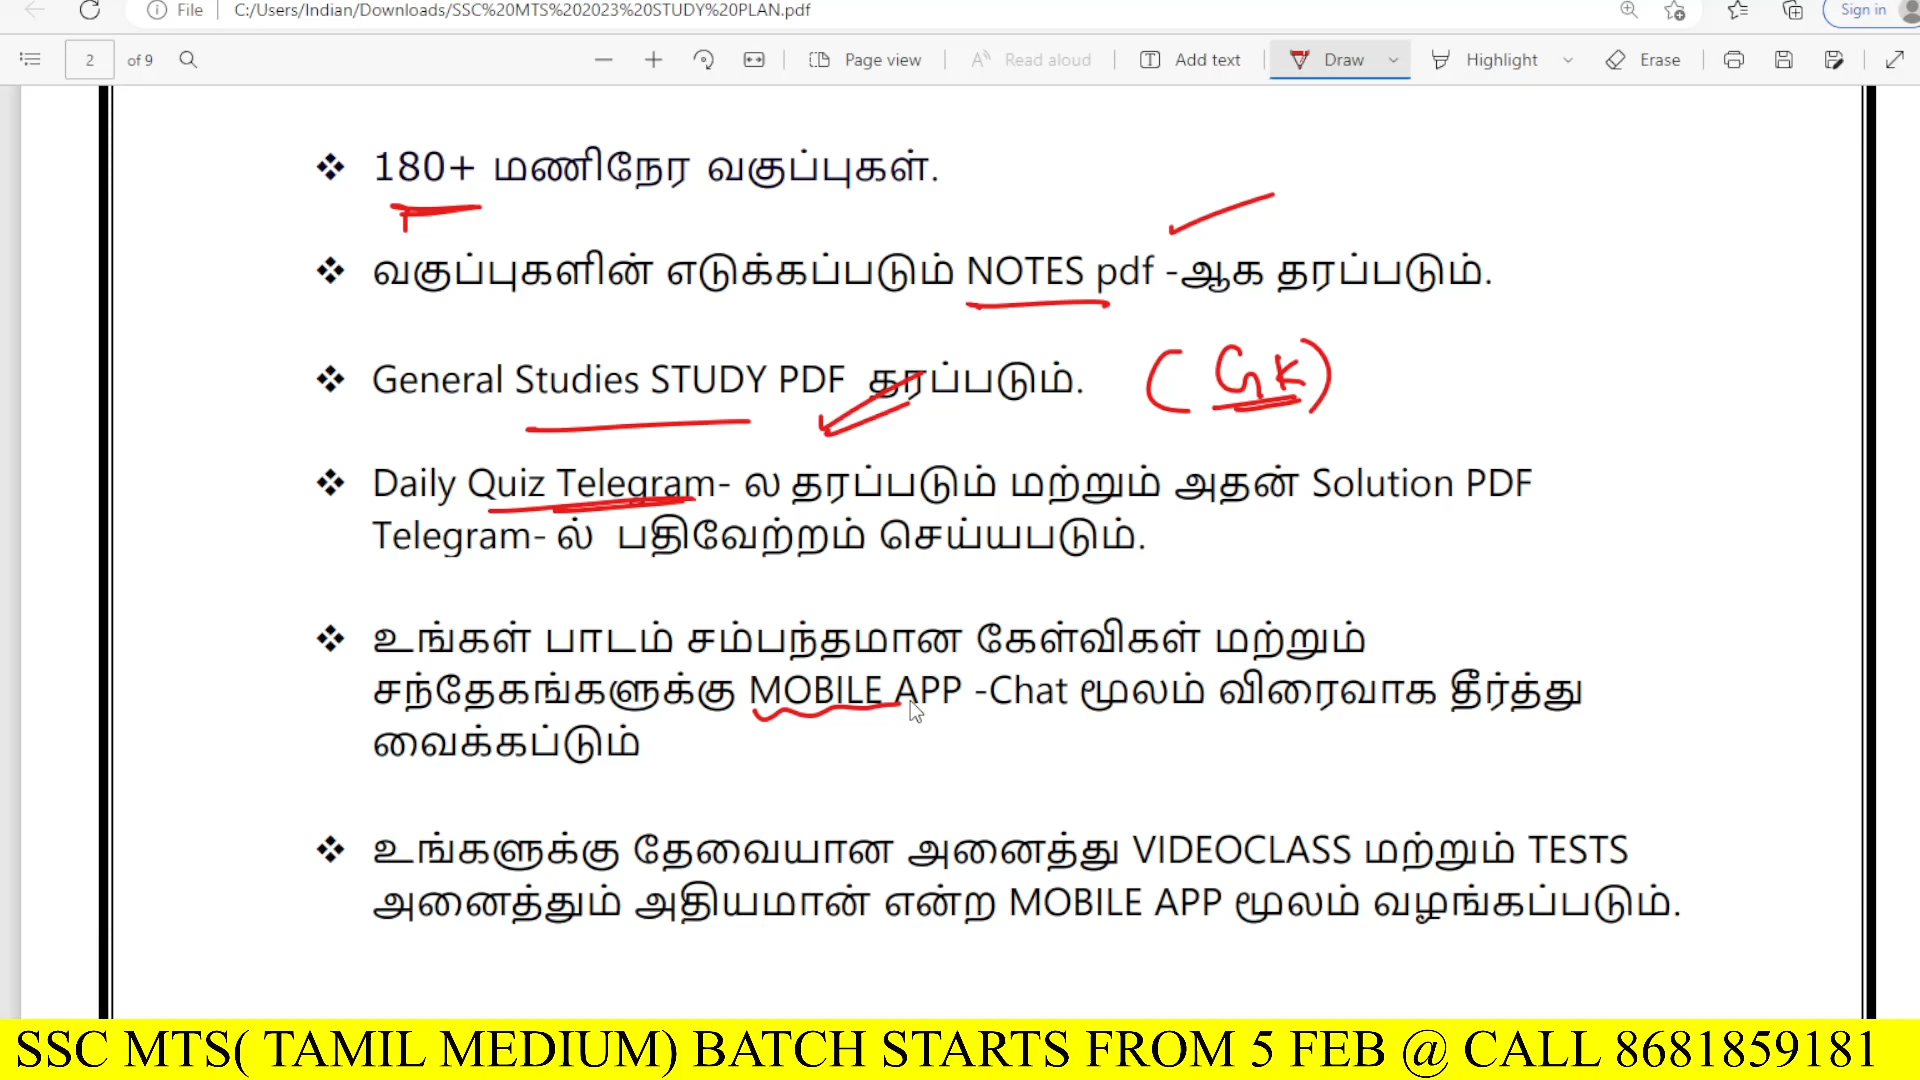 File
C:/Users/Indian/Downloads/SSC%20MTS%202023%20STUDY%20PLAN.pdf
Sign in
2 of 9
Page view
Read aloud
Add text
Draw
Highlight
Erase
180+ மணிநேர வகுப்புகள்.
வகுப்புகளின் எடுக்கப்படும் NOTES pdf -ஆக தரப்படும்.
General Studies STUDY PDF தரப்படும். (GK)
Daily Quiz Telegram- ல தரப்படும் மற்றும் அதன் Solution PDF
Telegram- ல் பதிவேற்றம் செய்யபடும்.
உங்கள் பாடம் சம்பந்தமான கேள்விகள் மற்றும்
சந்தேகங்களுக்கு MOBILE APP -Chat மூலம் விரைவாக தீர்த்து
வைக்கப்டும்
உங்களுக்கு தேவையான அனைத்து VIDEOCLASS மற்றும் TESTS
அனைத்தும் அதியமான் என்ற MOBILE APP மூலம் வழங்கப்படும்.
SSC MTS( TAMIL MEDIUM) BATCH STARTS FROM 5 FEB @ CALL 8681859181